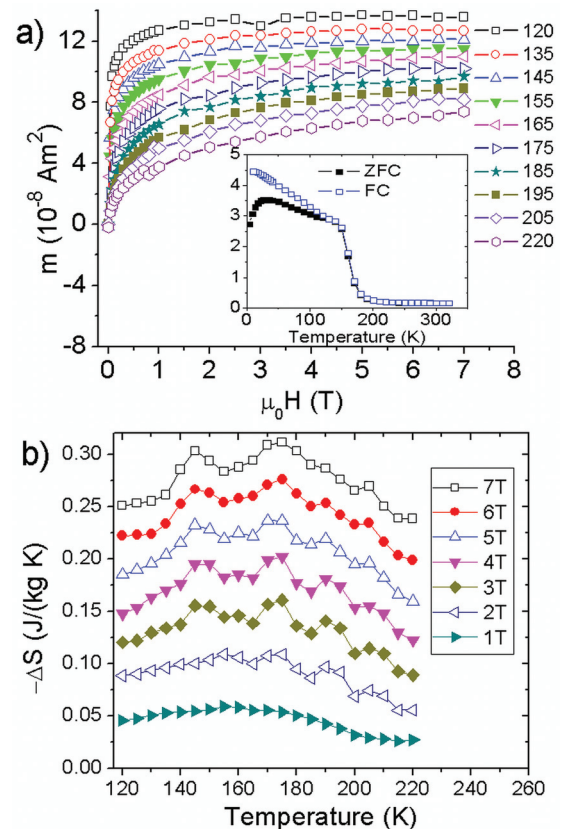 a)
m (10⁻⁸ Am²)
12
8
4
0
-4
-8
0 1 2 3 4 5 6 7 8
μ₀H (T)
120
135
145
155
165
175
185
195
205
220
ZFC
FC
5
4
3
2
1
0
0 100 200 300
Temperature (K)
b)
-ΔS (J/(kg K)
0.30
0.25
0.20
0.15
0.10
0.05
0.00
120 140 160 180 200 220 240
Temperature (K)
7T
6T
5T
4T
3T
2T
1T